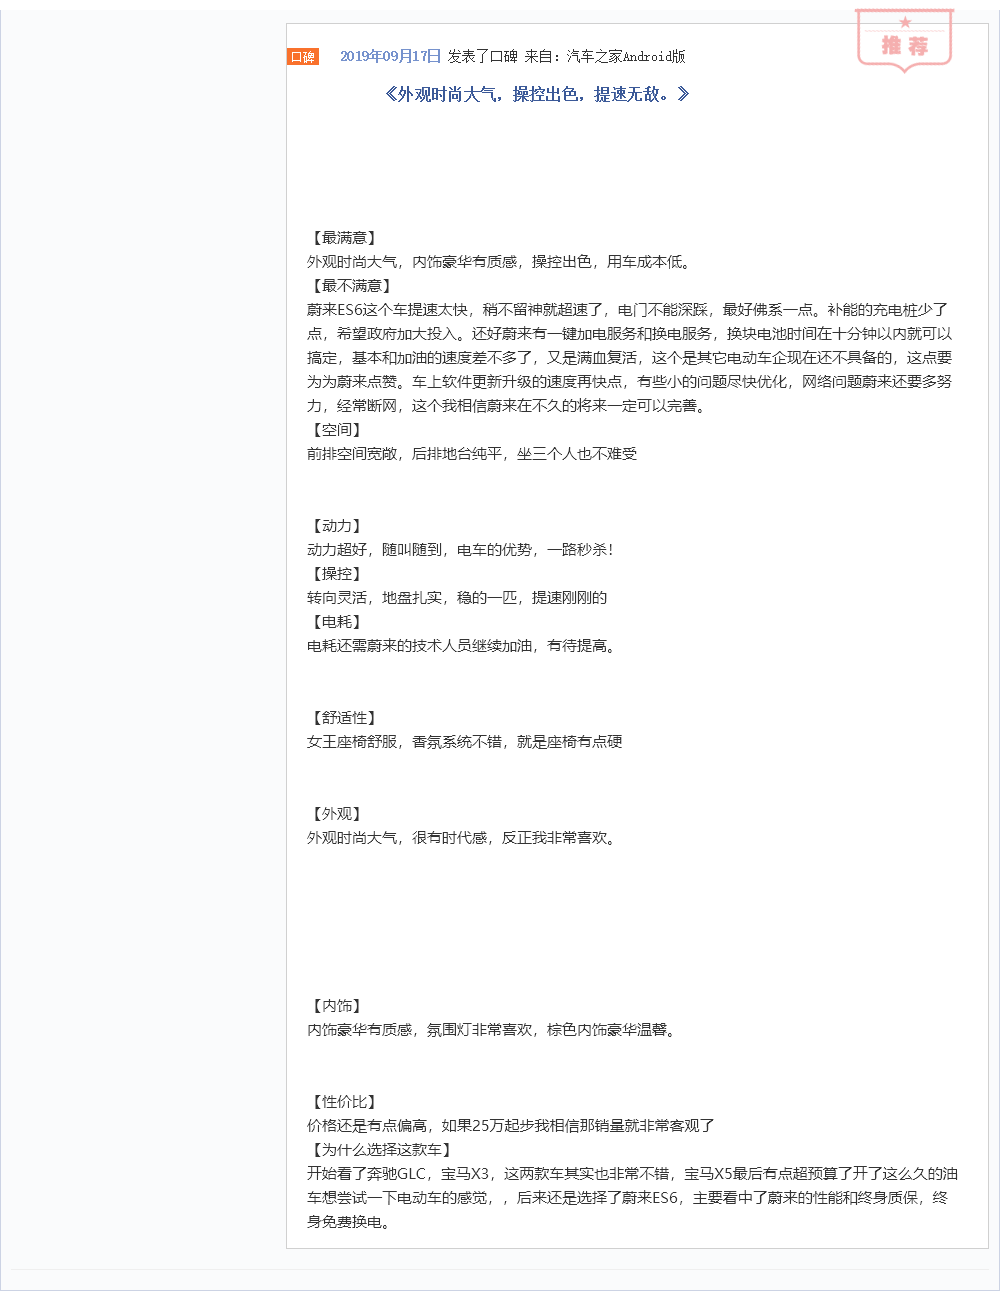 推荐
口碑 2019年09月17日 发表了口碑 来自：汽车之家Android版
《外观时尚大气，操控出色，提速无敌。》
【最满意】
外观时尚大气，内饰豪华有质感，操控出色，用车成本低。
【最不满意】
蔚来ES6这个车提速太快，稍不留神就超速了，电门不能深踩，最好佛系一点。补能的充电桩少了
点，希望政府加大投入。还好蔚来有一键加电服务和换电服务，换块电池时间在十分钟以内就可以
搞定，基本和加油的速度差不多了，又是满血复活，这个是其它电动车企现在还不具备的，这点要
为为蔚来点赞。车上软件更新升级的速度再快点，有些小的问题尽快优化，网络问题蔚来还要多努
力，经常断网，这个我相信蔚来在不久的将来一定可以完善。
【空间】
前排空间宽敞，后排地台纯平，坐三个人也不难受
【动力】
动力超好，随叫随到，电车的优势，一路秒杀！
【操控】
转向灵活，地盘扎实，稳的一匹，提速刚刚的
【电耗】
电耗还需蔚来的技术人员继续加油，有待提高。
【舒适性】
女王座椅舒服，香氛系统不错，就是座椅有点硬
【外观】
外观时尚大气，很有时代感，反正我非常喜欢。
【内饰】
内饰豪华有质感，氛围灯非常喜欢，棕色内饰豪华温馨。
【性价比】
价格还是有点偏高，如果25万起步我相信那销量就非常客观了
【为什么选择这款车】
开始看了奔驰GLC，宝马X3，这两款车其实也非常不错，宝马X5最后有点超预算了开了这么久的油
车想尝试一下电动车的感觉，，后来还是选择了蔚来ES6，主要看中了蔚来的性能和终身质保，终
身免费换电。